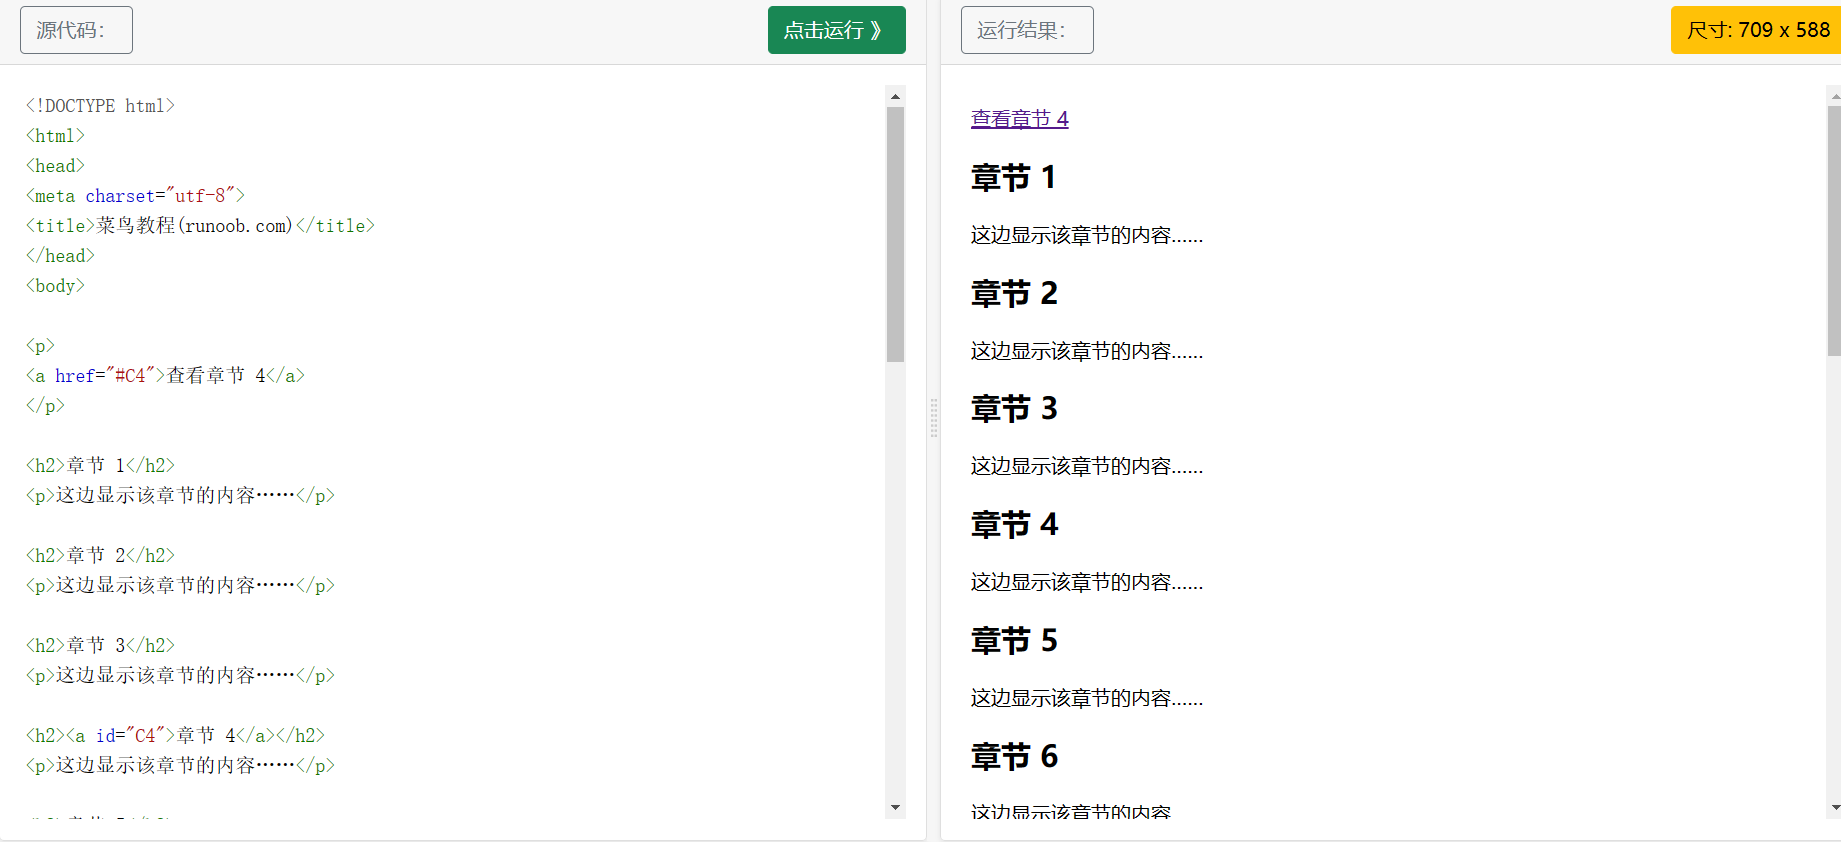 源代码：
点击运行 》
<!DOCTYPE html>
<html>
<head>
<meta charset="utf-8">
<title>菜鸟教程(runoob.com)</title>
</head>
<body>
<p>
<a href="#C4">查看章节 4</a>
</p>
<h2>章节 1</h2>
<p>这边显示该章节的内容……</p>
<h2>章节 2</h2>
<p>这边显示该章节的内容……</p>
<h2>章节 3</h2>
<p>这边显示该章节的内容……</p>
<h2><a id="C4">章节 4</a></h2>
<p>这边显示该章节的内容……</p>
运行结果：
尺寸: 709 x 588
查看章节 4
章节 1
这边显示该章节的内容……
章节 2
这边显示该章节的内容……
章节 3
这边显示该章节的内容……
章节 4
这边显示该章节的内容……
章节 5
这边显示该章节的内容……
章节 6
这边显示该章节的内容